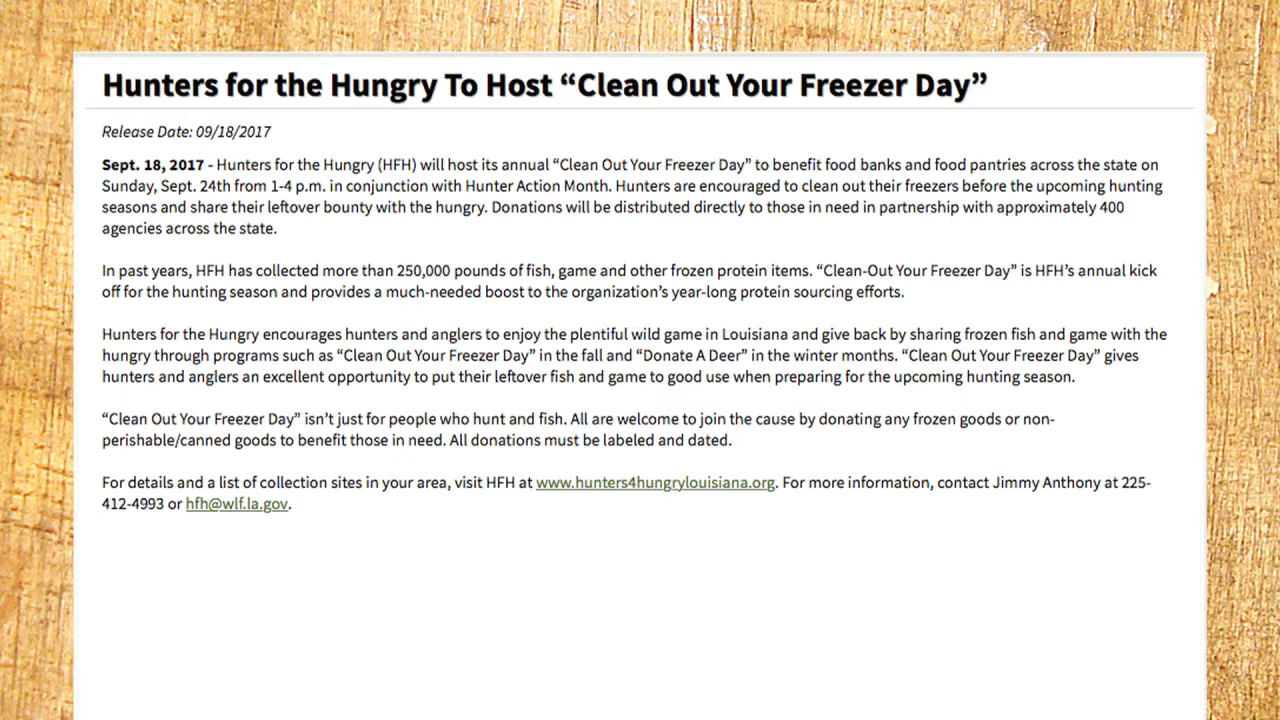 Hunters for the Hungry To Host “Clean Out Your Freezer Day”
Release Date: 09/18/2017
Sept. 18, 2017 - Hunters for the Hungry (HFH) will host its annual “Clean Out Your Freezer Day” to benefit food banks and food pantries across the state on
Sunday, Sept. 24th from 1-4 p.m. in conjunction with Hunter Action Month. Hunters are encouraged to clean out their freezers before the upcoming hunting
seasons and share their leftover bounty with the hungry. Donations will be distributed directly to those in need in partnership with approximately 400
agencies across the state.
In past years, HFH has collected more than 250,000 pounds of fish, game and other frozen protein items. “Clean-Out Your Freezer Day” is HFH’s annual kick
off for the hunting season and provides a much-needed boost to the organization’s year-long protein sourcing efforts.
Hunters for the Hungry encourages hunters and anglers to enjoy the plentiful wild game in Louisiana and give back by sharing frozen fish and game with the
hungry through programs such as “Clean Out Your Freezer Day” in the fall and “Donate A Deer” in the winter months. “Clean Out Your Freezer Day” gives
hunters and anglers an excellent opportunity to put their leftover fish and game to good use when preparing for the upcoming hunting season.
“Clean Out Your Freezer Day” isn’t just for people who hunt and fish. All are welcome to join the cause by donating any frozen goods or non-
perishable/canned goods to benefit those in need. All donations must be labeled and dated.
For details and a list of collection sites in your area, visit HFH at www.hunters4hungrylouisiana.org. For more information, contact Jimmy Anthony at 225-
412-4993 or hfh@wlf.la.gov.